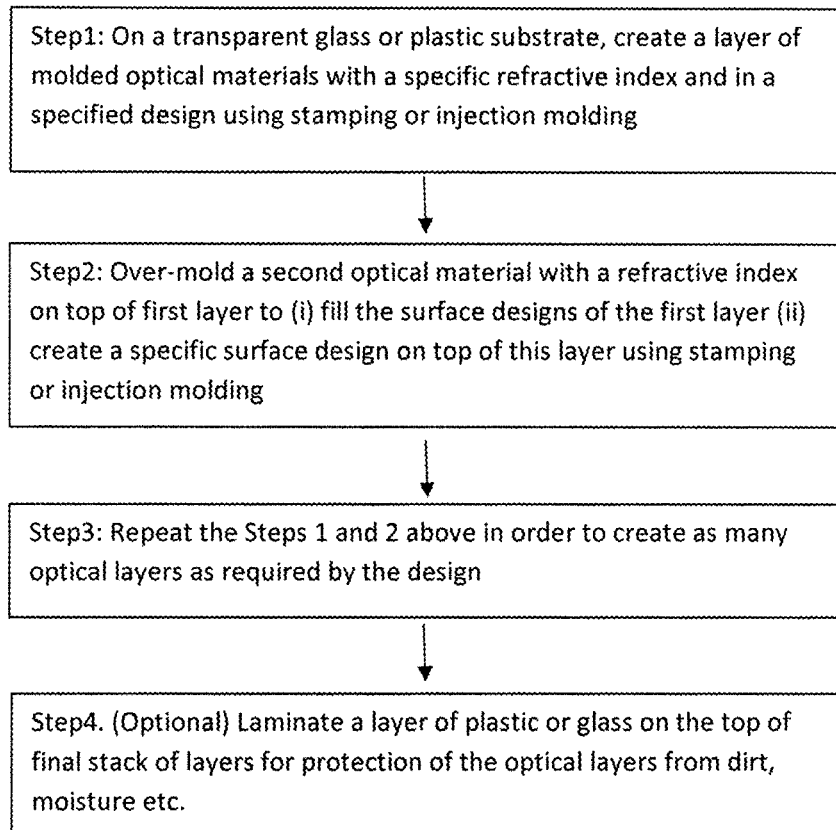 Step1: On a transparent glass or plastic substrate, create a layer of
molded optical materials with a specific refractive index and in a
specified design using stamping or injection molding
Step2: Over-mold a second optical material with a refractive index
on top of first layer to (i) fill the surface designs of the first layer (ii)
create a specific surface design on top of this layer using stamping
or injection molding
Step3: Repeat the Steps 1 and 2 above in order to create as many
optical layers as required by the design
Step4. (Optional) Laminate a layer of plastic or glass on the top of
final stack of layers for protection of the optical layers from dirt,
moisture etc.